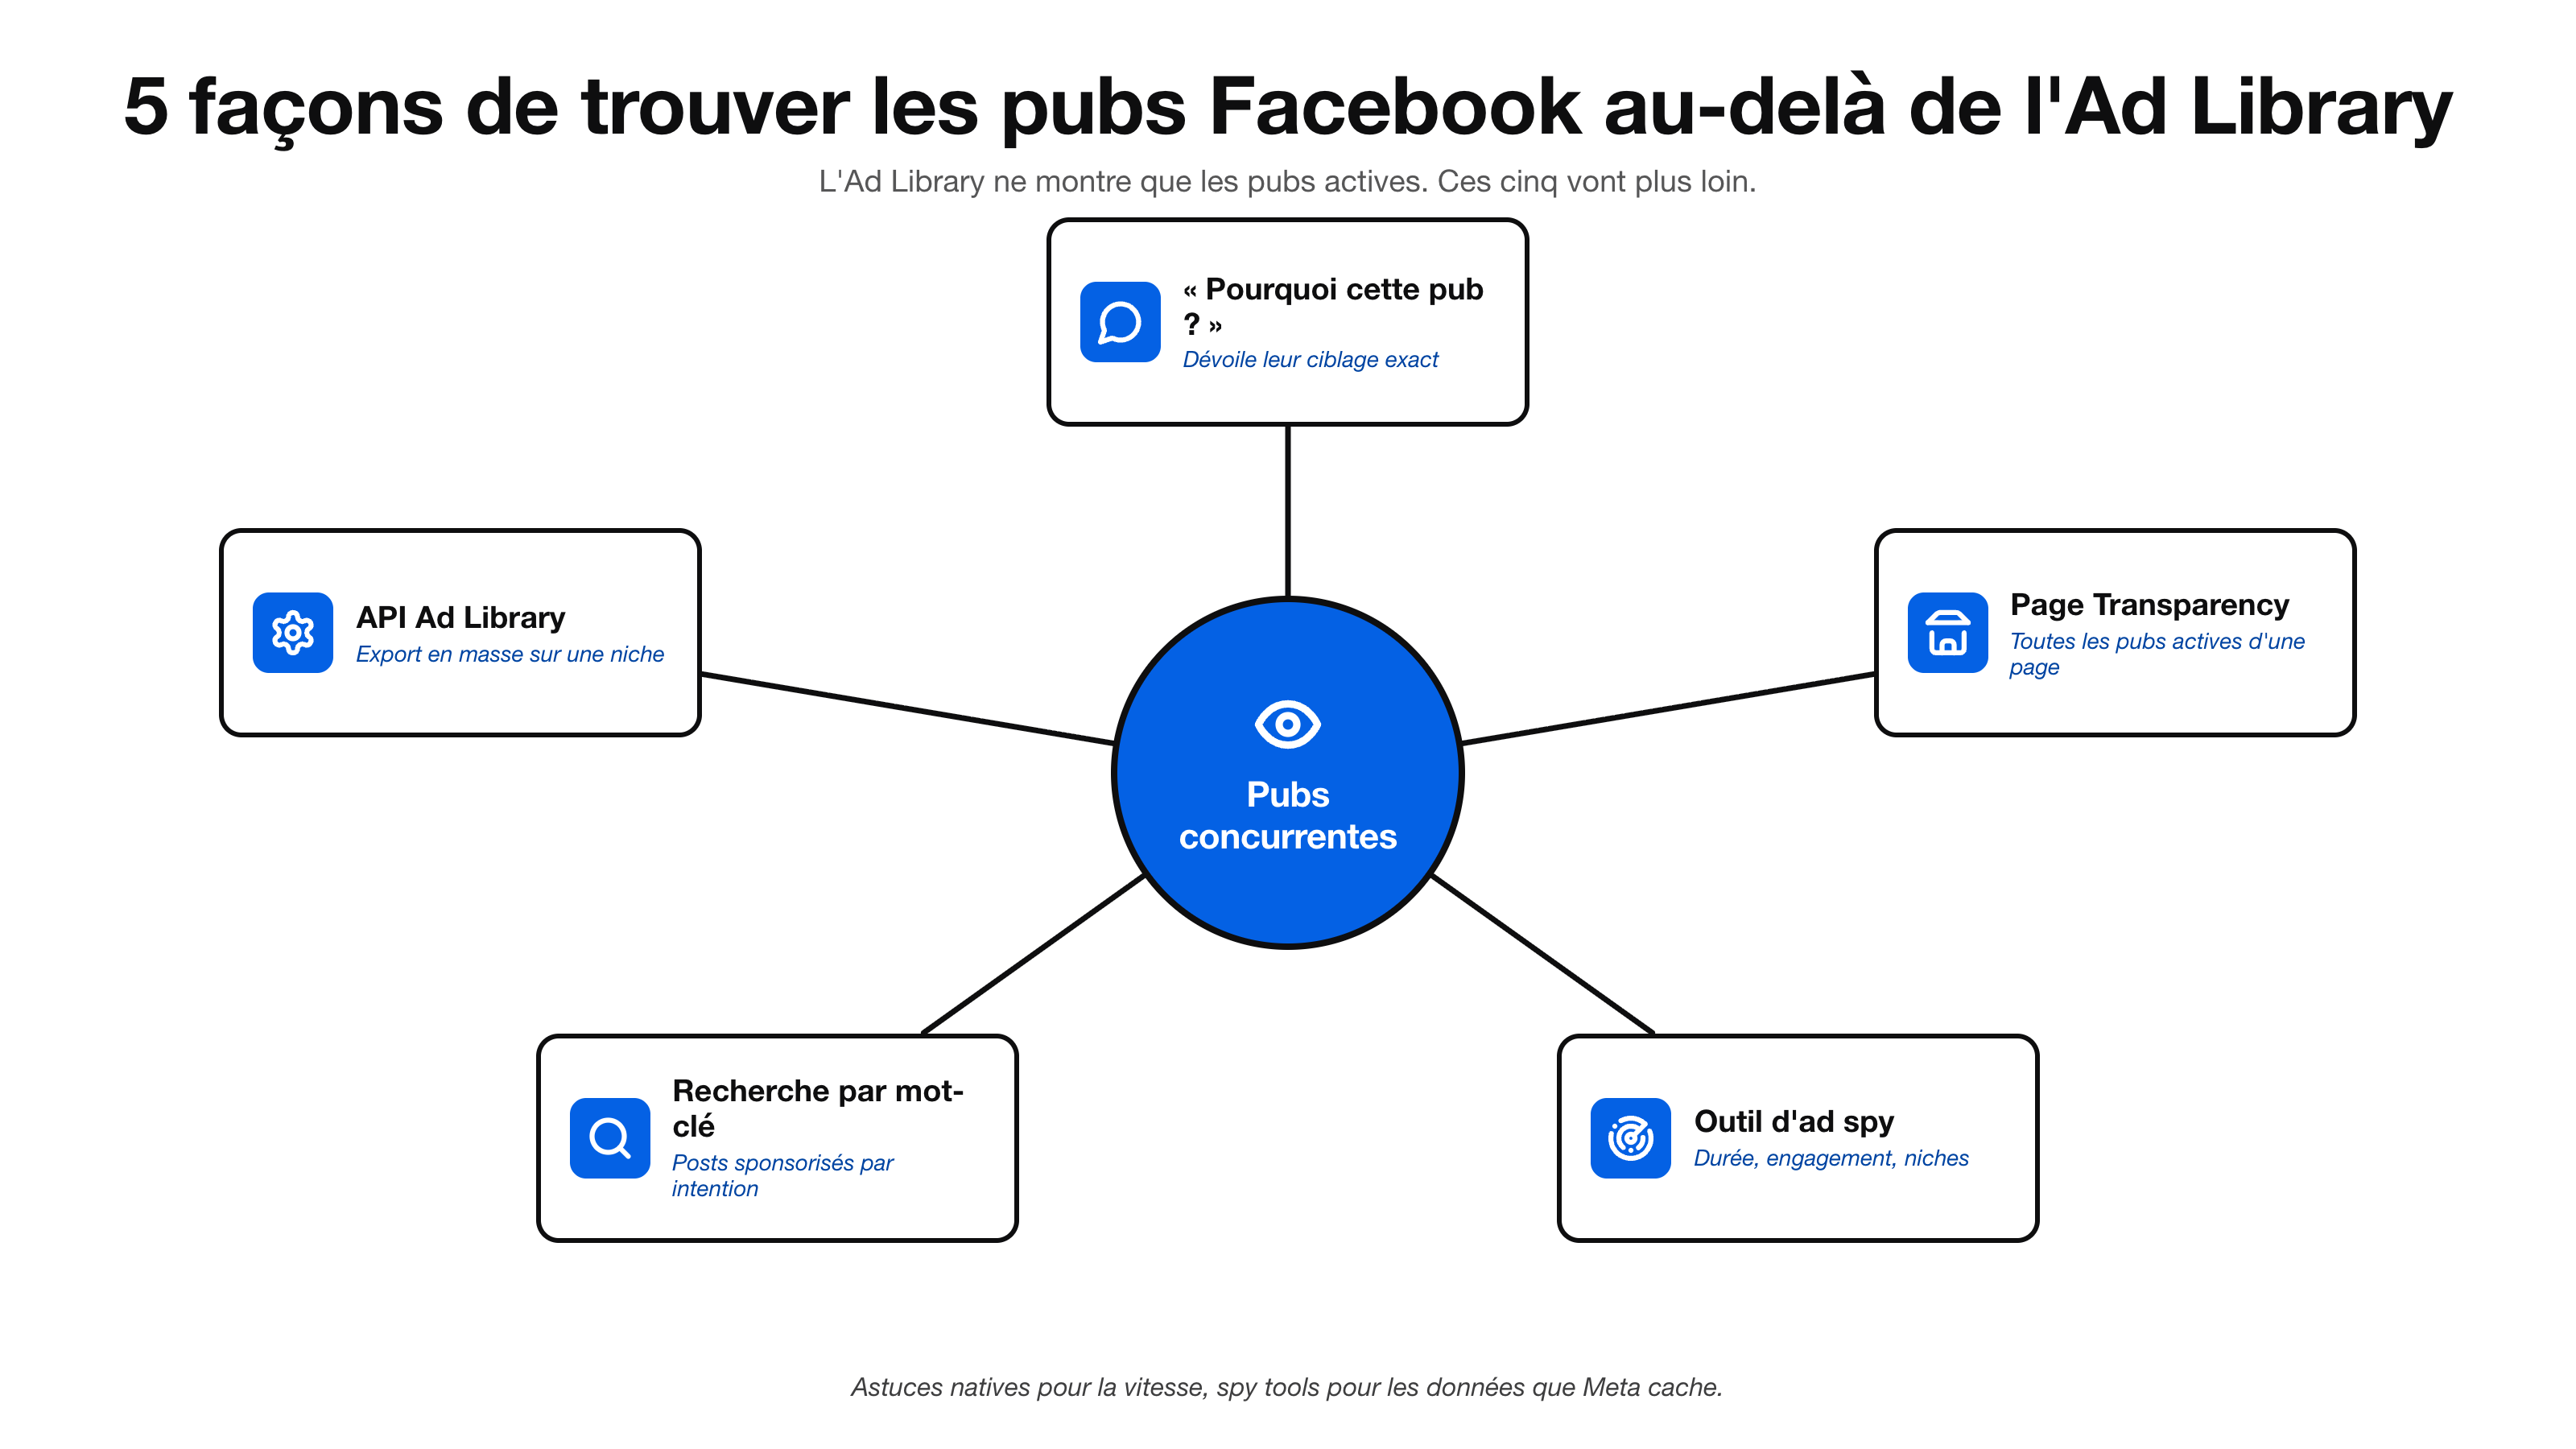 5 façons de trouver les pubs Facebook au-delà de l'Ad Library
L'Ad Library ne montre que les pubs actives. Ces cinq vont plus loin.
« Pourquoi cette pub
? »
Dévoile leur ciblage exact
API Ad Library
Export en masse sur une niche
Page Transparency
Toutes les pubs actives d'une
page
Pubs
concurrentes
Recherche par mot-
clé
Posts sponsorisés par
intention
Outil d'ad spy
Durée, engagement, niches
Astuces natives pour la vitesse, spy tools pour les données que Meta cache.